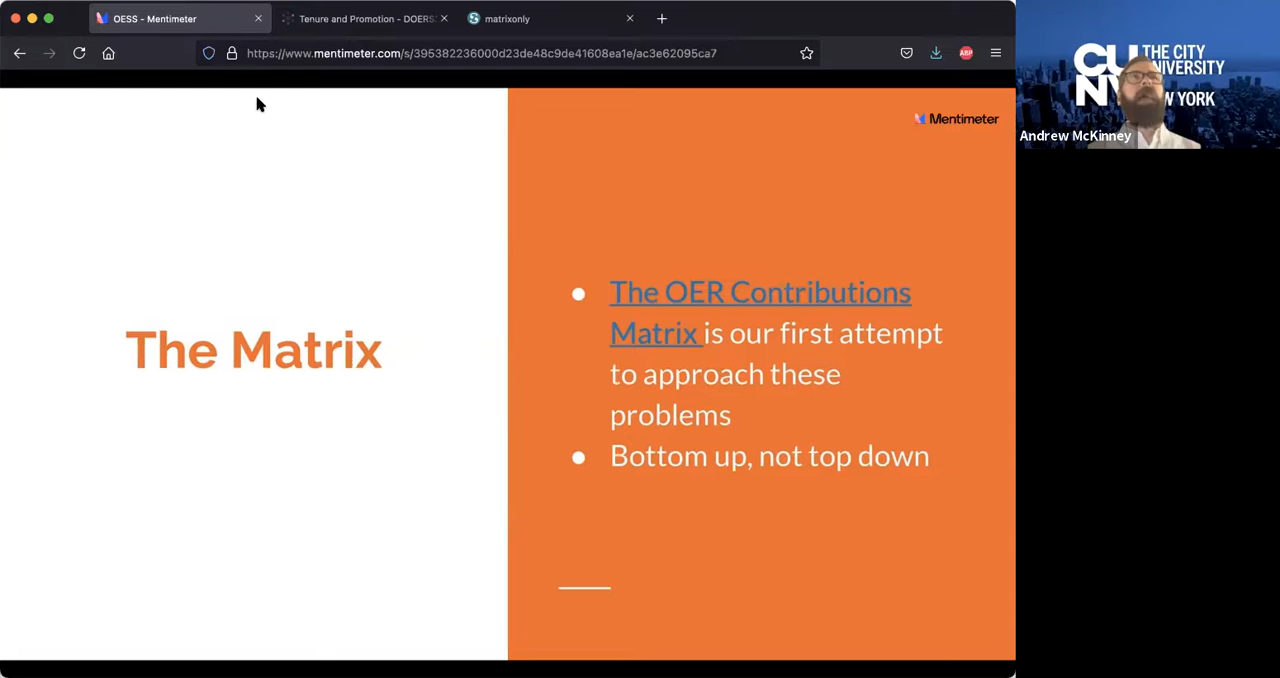 OESS - Mentimeter
Tenure and Promotion - DOERS
matrixonly
https://www.mentimeter.com/s/395382236000d23de48c9de41608ea1e/ac3e62095ca7
ABP
Mentimeter
The Matrix
The OER Contributions
Matrix is our first attempt
to approach these
problems
Bottom up, not top down
THE CITY
UNIVERSITY
YORK
CU
N
Andrew McKinney